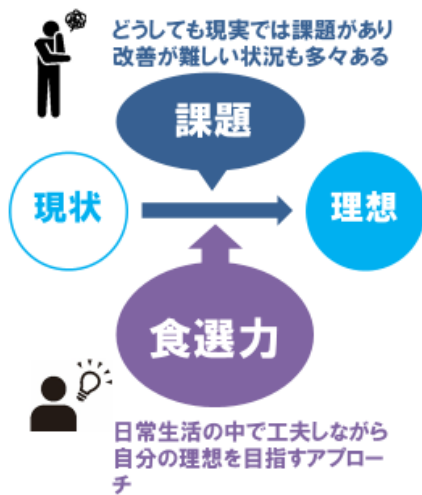 どうしても現実では課題があり
改善が難しい状況も多々ある
課題
現状
理想
食選力
日常生活の中で工夫しながら
自分の理想を目指すアプロー
チ